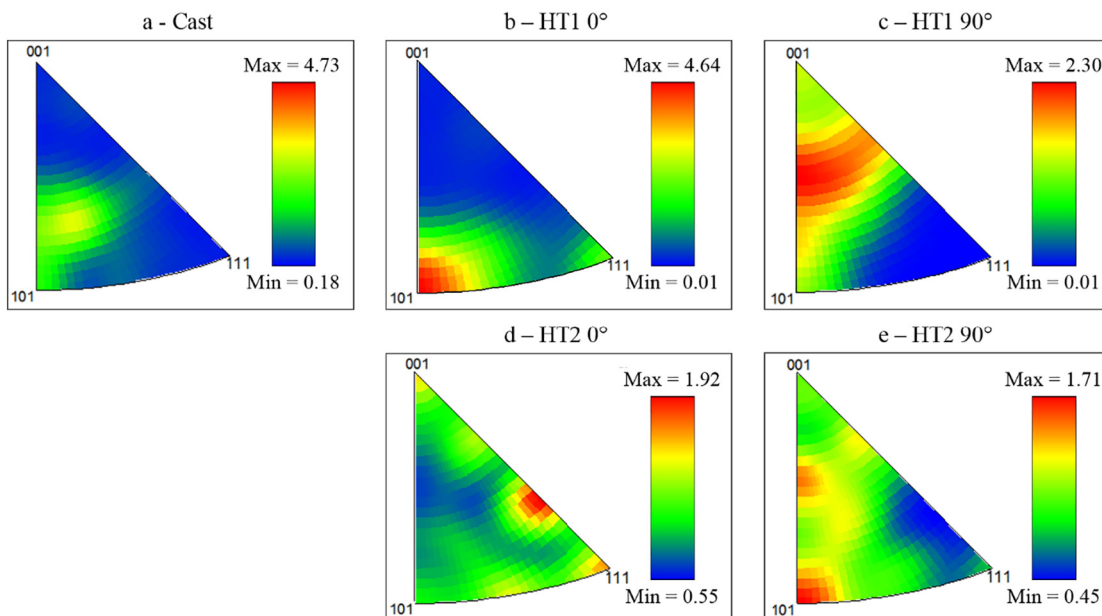 a - Cast
001
Max = 4.73
Min = 0.18
111
101
b – HT1 0°
001
Max = 4.64
Min = 0.01
111
101
c – HT1 90°
001
Max = 2.30
Min = 0.01
111
101
d – HT2 0°
001
Max = 1.92
Min = 0.55
111
101
e – HT2 90°
001
Max = 1.71
Min = 0.45
111
101